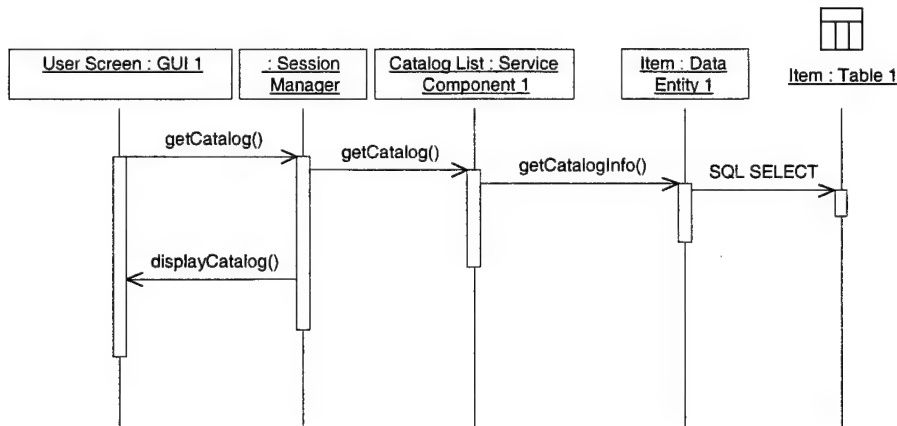 User Screen : GUI 1
: Session
Manager
Catalog List : Service
Component 1
Item : Data
Entity 1
Item : Table 1
getCatalog()
getCatalog()
getCatalogInfo()
SQL SELECT
displayCatalog()